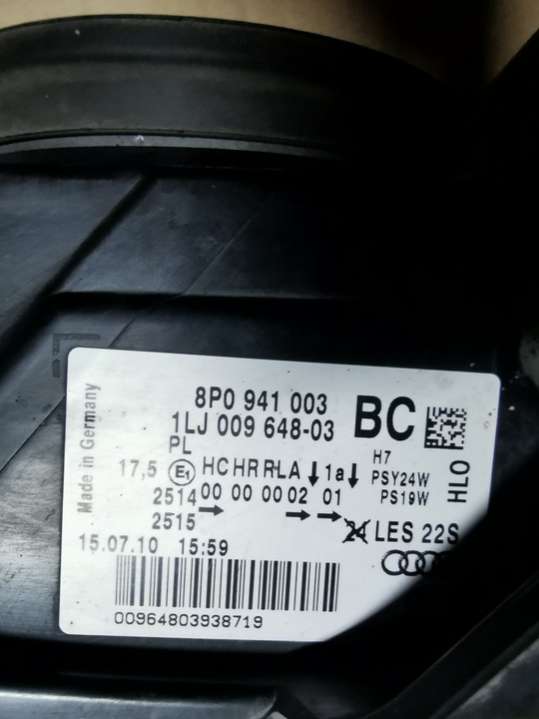 Made in Germany
8P0 941 003 BC
1LJ 009 648-03
PL H7
17,5 E1 HC HR R-LA ↓ 1a ↓ PSY24W
2514 00 00 00 02 01 PS19W
2515 → → →
HLO
24 LES 22S
15.07.10 15:59
00964803938719